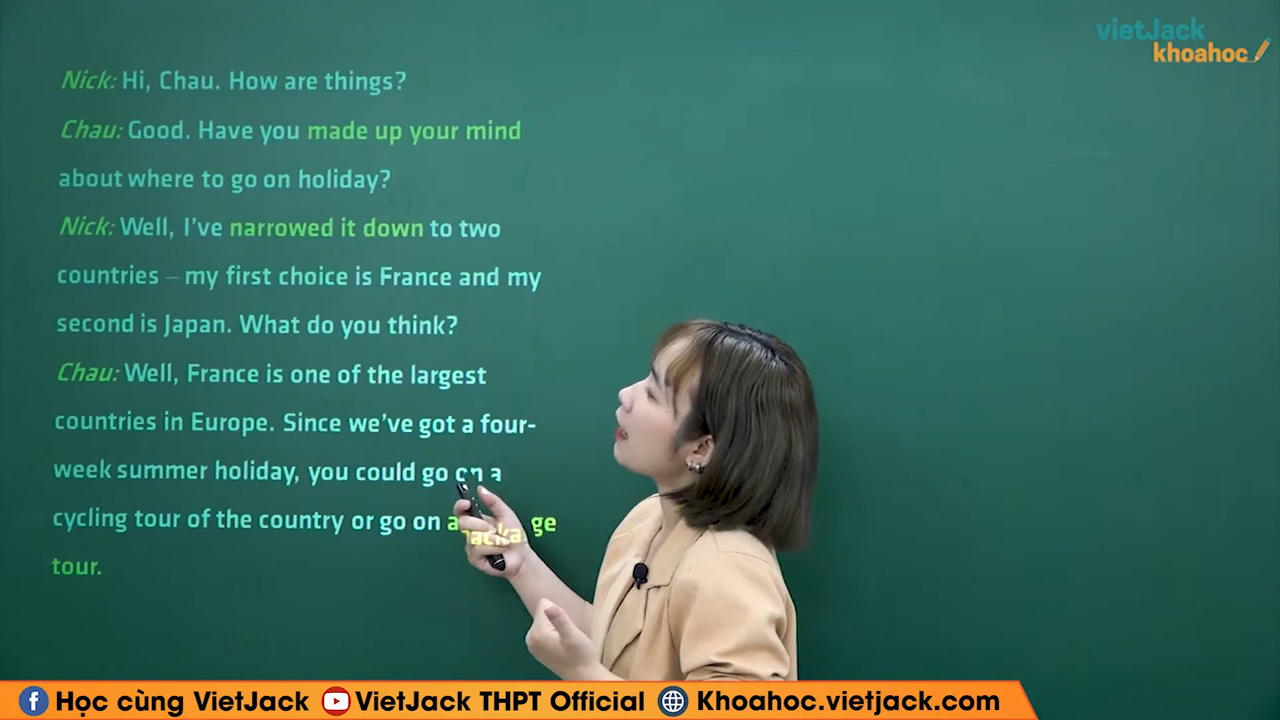 vietJack
khoahoc
Nick: Hi, Chau. How are things?
Chau: Good. Have you made up your mind
about where to go on holiday?
Nick: Well, I've narrowed it down to two
countries – my first choice is France and my
second is Japan. What do you think?
Chau: Well, France is one of the largest
countries in Europe. Since we've got a four-
week summer holiday, you could go on a
cycling tour of the country or go on a package
tour.
Học cùng VietJack VietJack THPT Official Khoahoc.vietjack.com